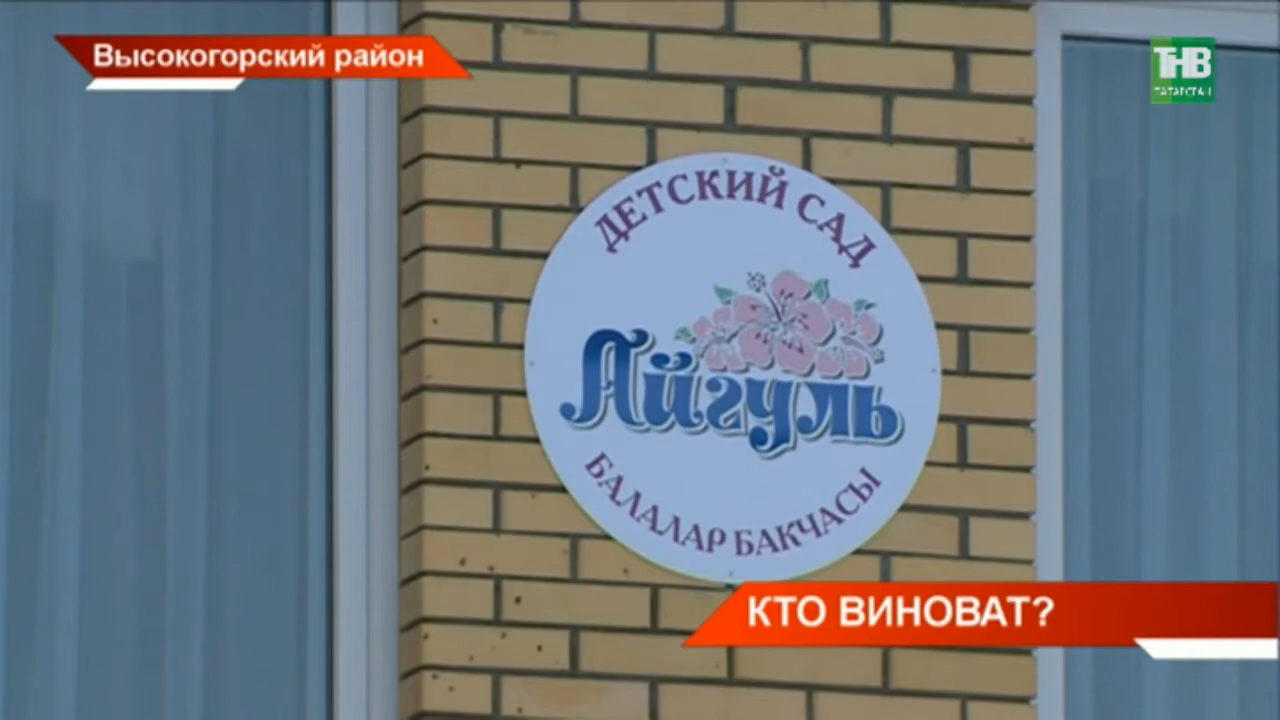 Высокогорский район
ТНВ
ТАТАРСТАН
ДЕТСКИЙ САД
Айгуль
БАЛАЛАР БАКЧАСЫ
КТО ВИНОВАТ?